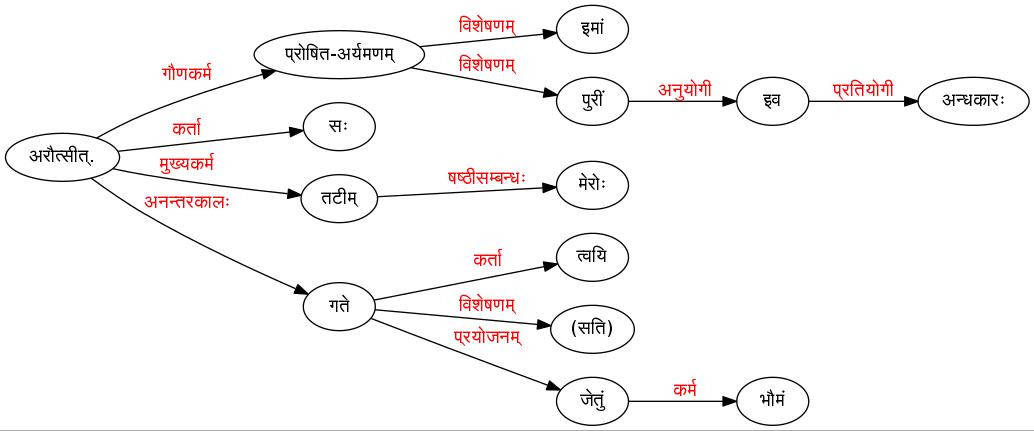 विशेषणम्
इमां
प्रोषित-अर्यमणम्
विशेषणम्
गौणकर्म
पुरीं
अनुयोगी
इव
प्रतियोगी
अन्धकारः
कर्ता
सः
अरौत्सीत्.
मुख्यकर्म
तटीम्
षष्ठीसम्बन्धः
मेरोः
अनन्तरकालः
कर्ता
त्वयि
गते
विशेषणम्
(सति)
प्रयोजनम्
जेतुं
कर्म
भौमं